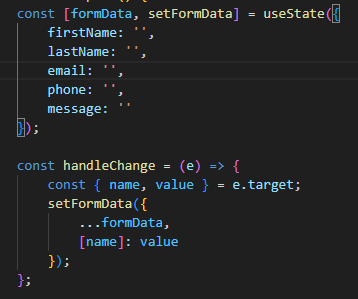 const [formData, setFormData] = useState({
    firstName: '',
    lastName: '',
    email: '',
    phone: '',
    message: ''
});
const handleChange = (e) => {
    const { name, value } = e.target;
    setFormData({
        ...formData,
        [name]: value
    });
};